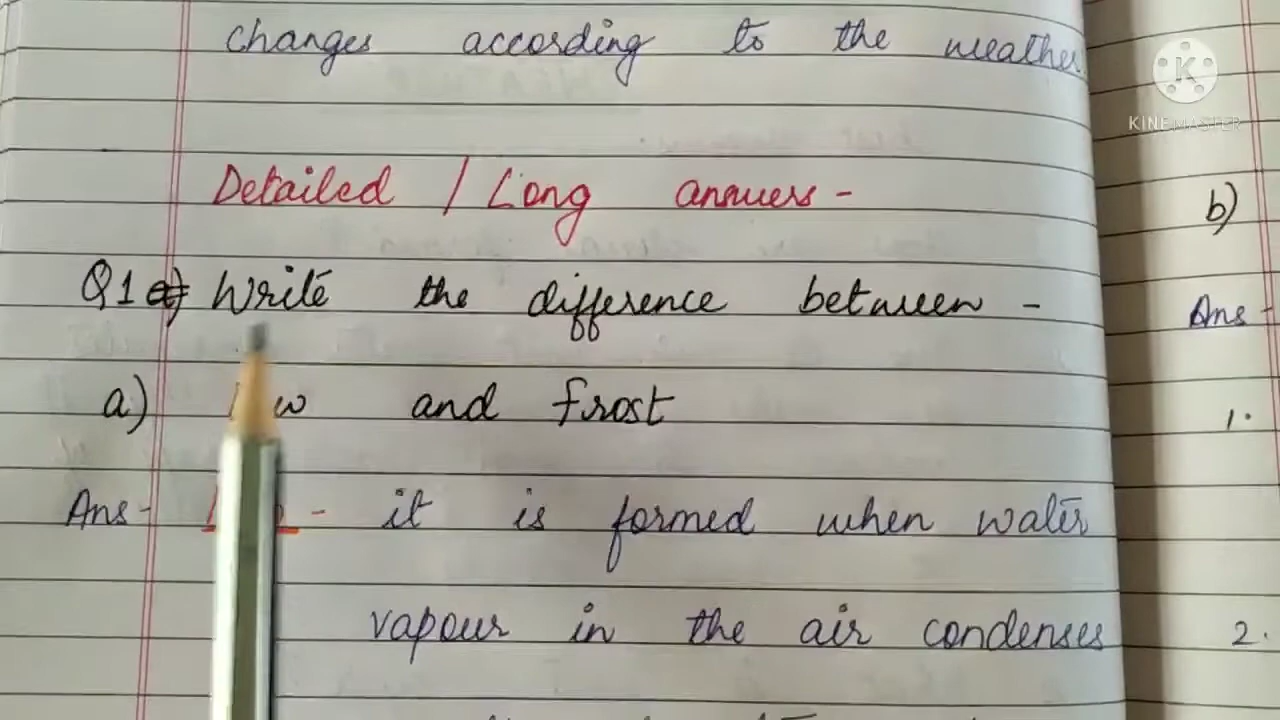 changes according to the weather
Detailed / Long answers -
Q1 Write the difference between -
a) and frost
Ans - - it is formed when water
vapour in the air condenses
b)
Ans -
1.
2.
KINEMASTER